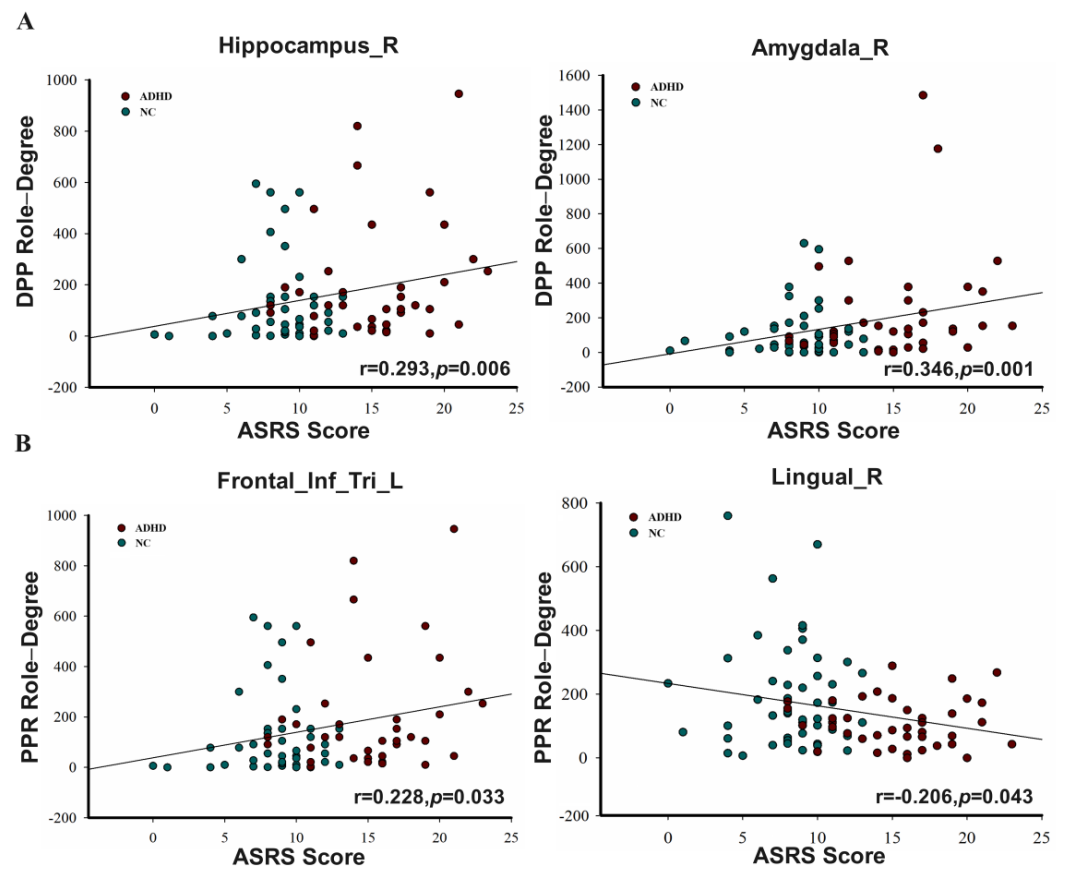 A
Hippocampus_R
1000
800
600
400
200
0
-200
DPP Role−Degree
ADHD
NC
r=0.293,p=0.006
0 5 10 15 20 25
ASRS Score
Amygdala_R
1600
1400
1200
1000
800
600
400
200
0
-200
DPP Role−Degree
ADHD
NC
r=0.346,p=0.001
0 5 10 15 20 25
ASRS Score
B
Frontal_Inf_Tri_L
1000
800
600
400
200
0
-200
PPR Role−Degree
ADHD
NC
r=0.228,p=0.033
0 5 10 15 20 25
ASRS Score
Lingual_R
800
600
400
200
0
-200
PPR Role−Degree
ADHD
NC
r=-0.206,p=0.043
0 5 10 15 20 25
ASRS Score